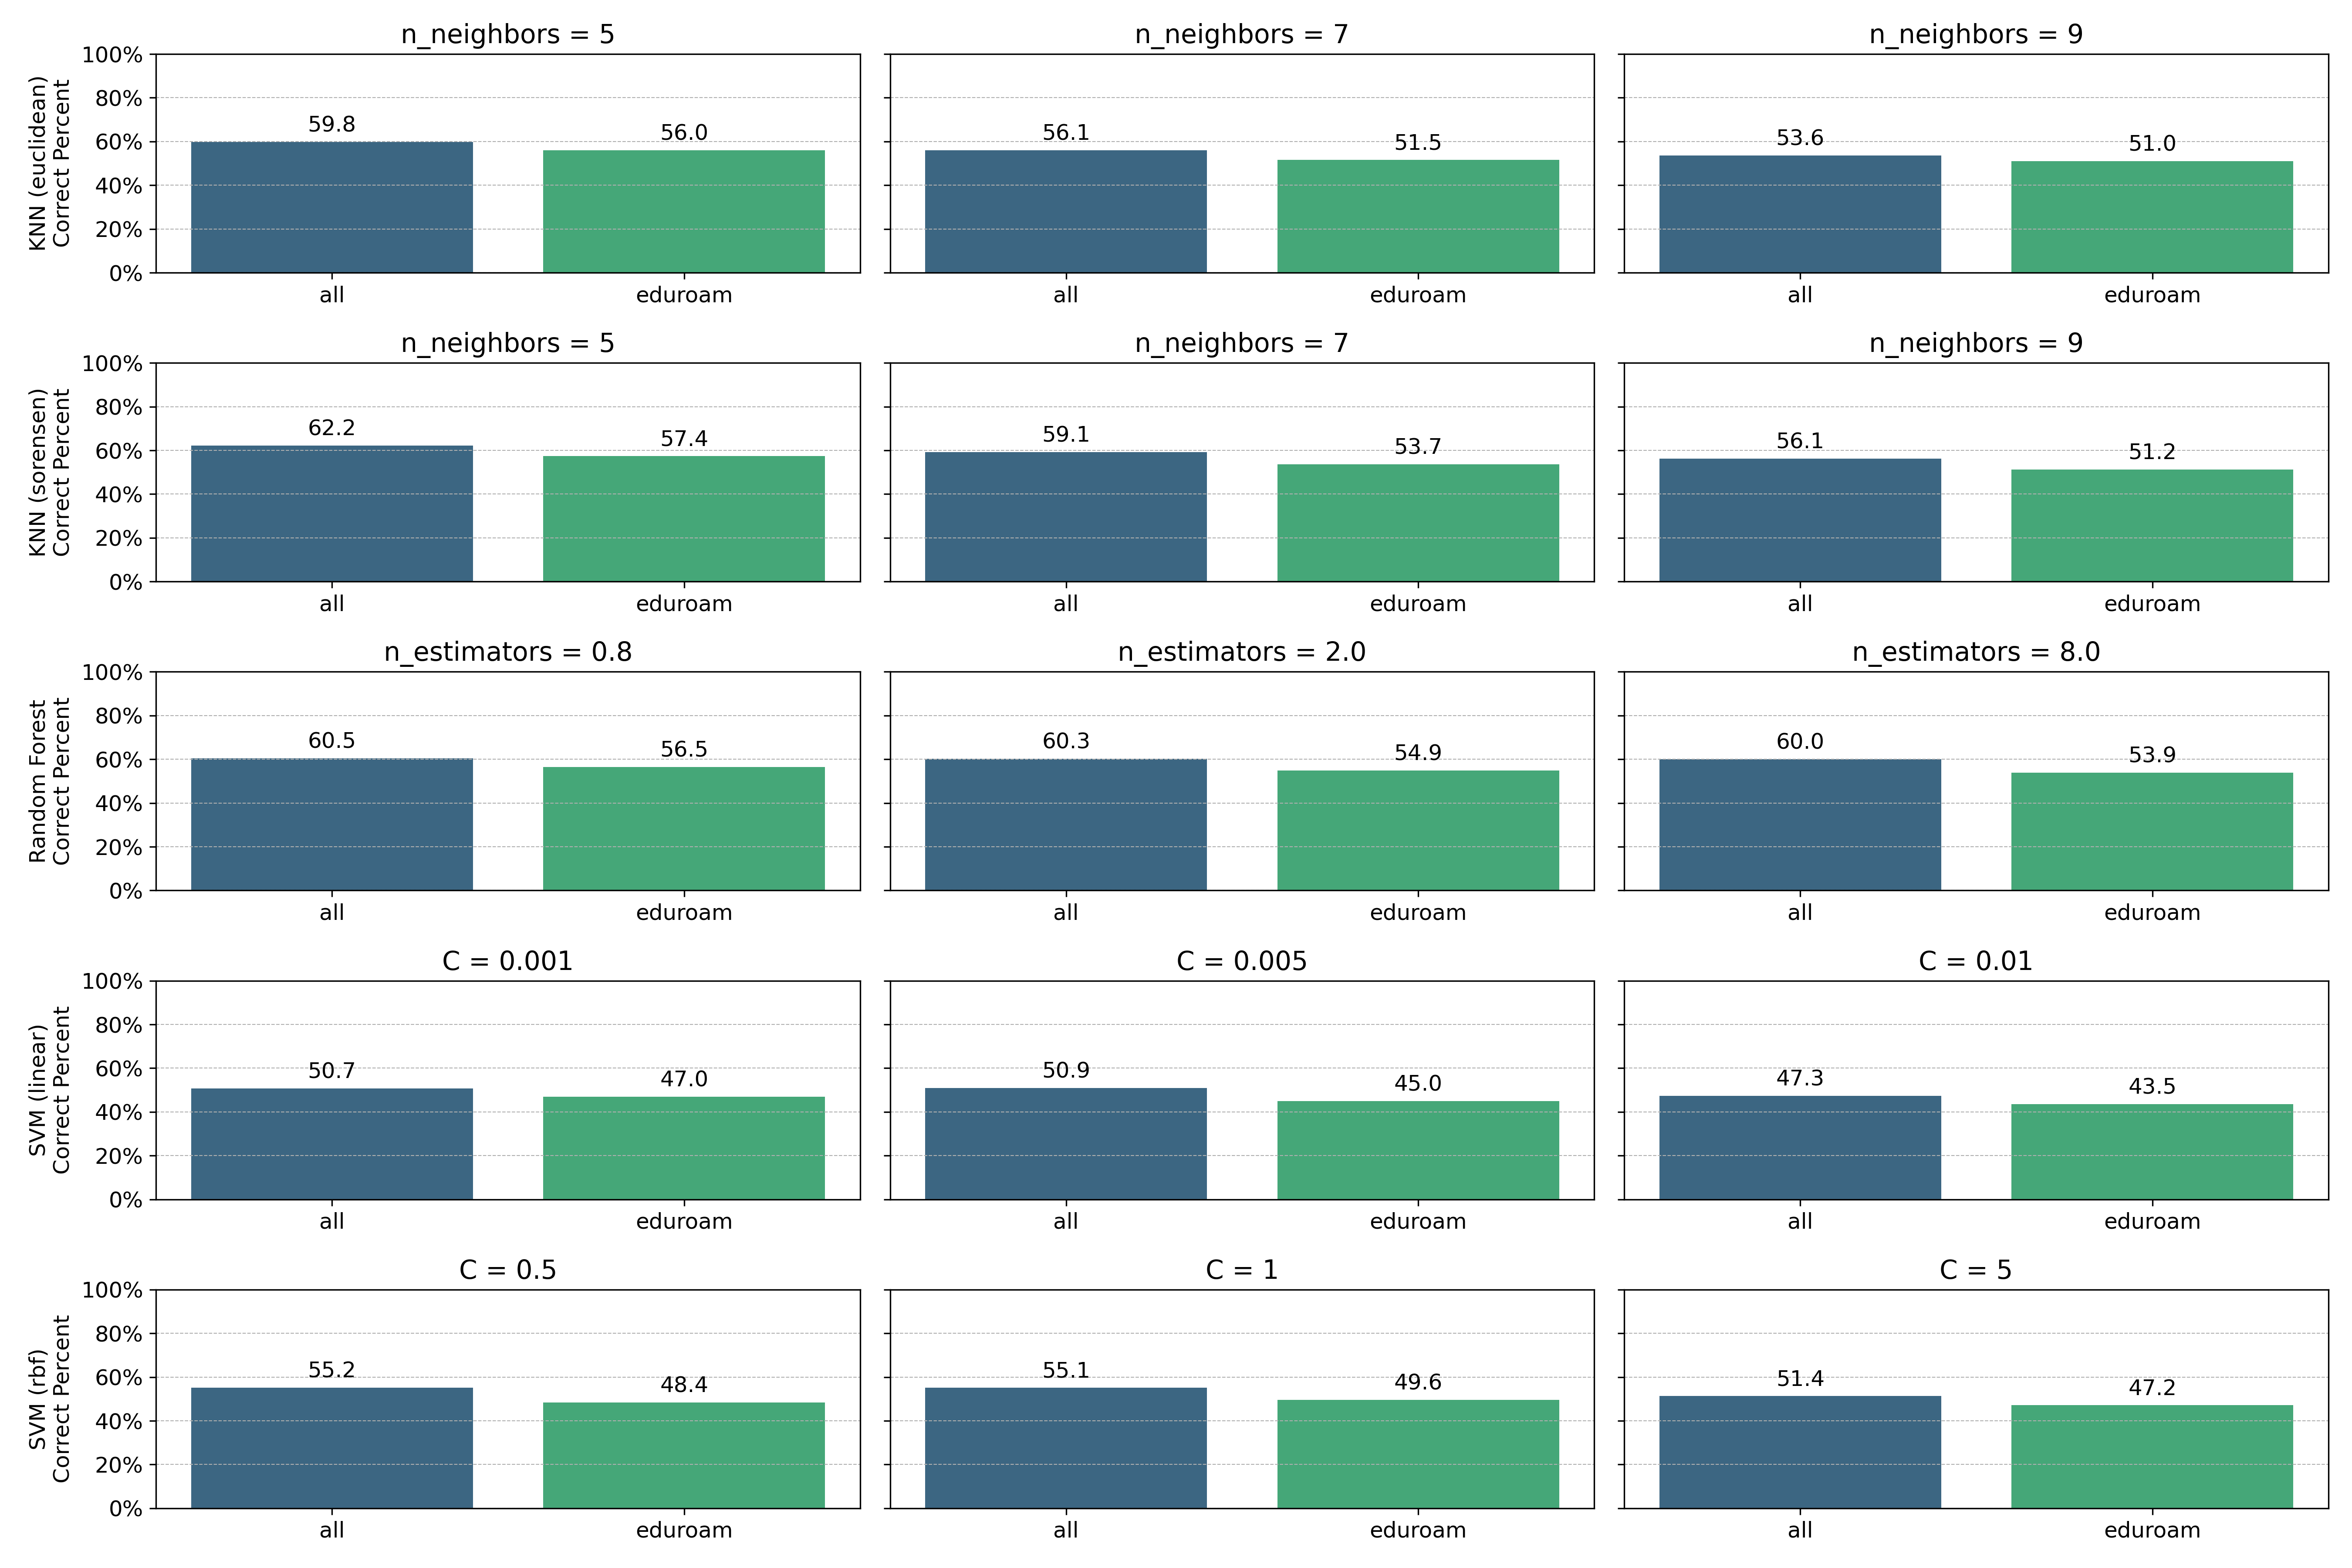 n_neighbors = 5
n_neighbors = 7
n_neighbors = 9
KNN (euclidean)
Correct Percent
100%
80%
60%
40%
20%
0%
59.8
56.0
all
eduroam
56.1
51.5
all
eduroam
53.6
51.0
all
eduroam
n_neighbors = 5
n_neighbors = 7
n_neighbors = 9
KNN (sorensen)
Correct Percent
100%
80%
60%
40%
20%
0%
62.2
57.4
all
eduroam
59.1
53.7
all
eduroam
56.1
51.2
all
eduroam
n_estimators = 0.8
n_estimators = 2.0
n_estimators = 8.0
Random Forest
Correct Percent
100%
80%
60%
40%
20%
0%
60.5
56.5
all
eduroam
60.3
54.9
all
eduroam
60.0
53.9
all
eduroam
C = 0.001
C = 0.005
C = 0.01
SVM (linear)
Correct Percent
100%
80%
60%
40%
20%
0%
50.7
47.0
all
eduroam
50.9
45.0
all
eduroam
47.3
43.5
all
eduroam
C = 0.5
C = 1
C = 5
SVM (rbf)
Correct Percent
100%
80%
60%
40%
20%
0%
55.2
48.4
all
eduroam
55.1
49.6
all
eduroam
51.4
47.2
all
eduroam